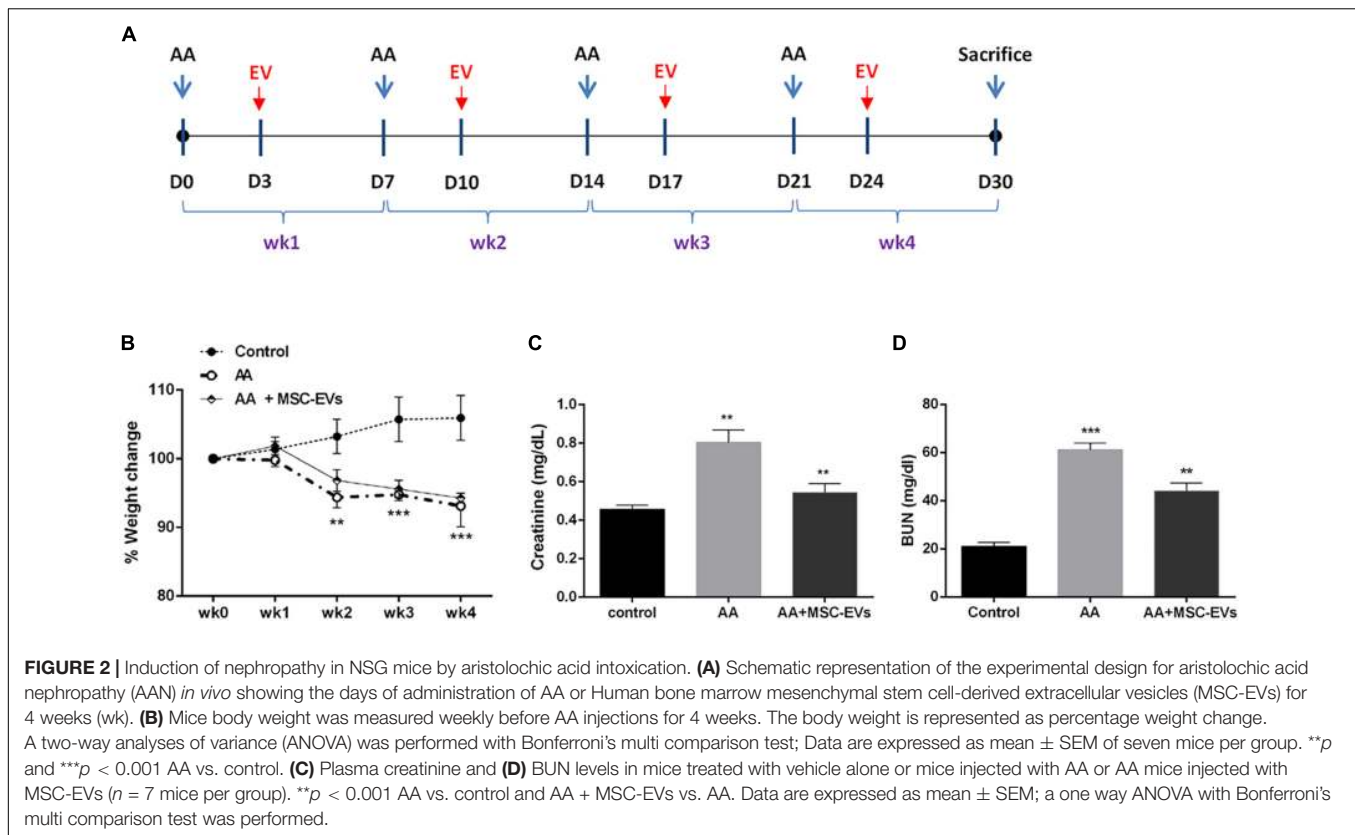 A
AA AA AA AA Sacrifice
EV EV EV EV
D0 D3 D7 D10 D14 D17 D21 D24 D30
wk1 wk2 wk3 wk4
B
Control
AA
AA + MSC-EVs
% Weight change
110
100
90
80
** *** ***
wk0 wk1 wk2 wk3 wk4
C
Creatinine (mg/dL)
1.0
0.8
0.6
0.4
0.2
0.0
** **
control AA AA+MSC-EVs
D
BUN (mg/dl)
80
60
40
20
0
*** **
Control AA AA+MSC-EVs
FIGURE 2 | Induction of nephropathy in NSG mice by aristolochic acid intoxication. (A) Schematic representation of the experimental design for aristolochic acid
nephropathy (AAN) in vivo showing the days of administration of AA or Human bone marrow mesenchymal stem cell-derived extracellular vesicles (MSC-EVs) for
4 weeks (wk). (B) Mice body weight was measured weekly before AA injections for 4 weeks. The body weight is represented as percentage weight change.
A two-way analyses of variance (ANOVA) was performed with Bonferroni's multi comparison test; Data are expressed as mean ± SEM of seven mice per group. **p
and ***p < 0.001 AA vs. control. (C) Plasma creatinine and (D) BUN levels in mice treated with vehicle alone or mice injected with AA or AA mice injected with
MSC-EVs (n = 7 mice per group). **p < 0.001 AA vs. control and AA + MSC-EVs vs. AA. Data are expressed as mean ± SEM; a one way ANOVA with Bonferroni's
multi comparison test was performed.